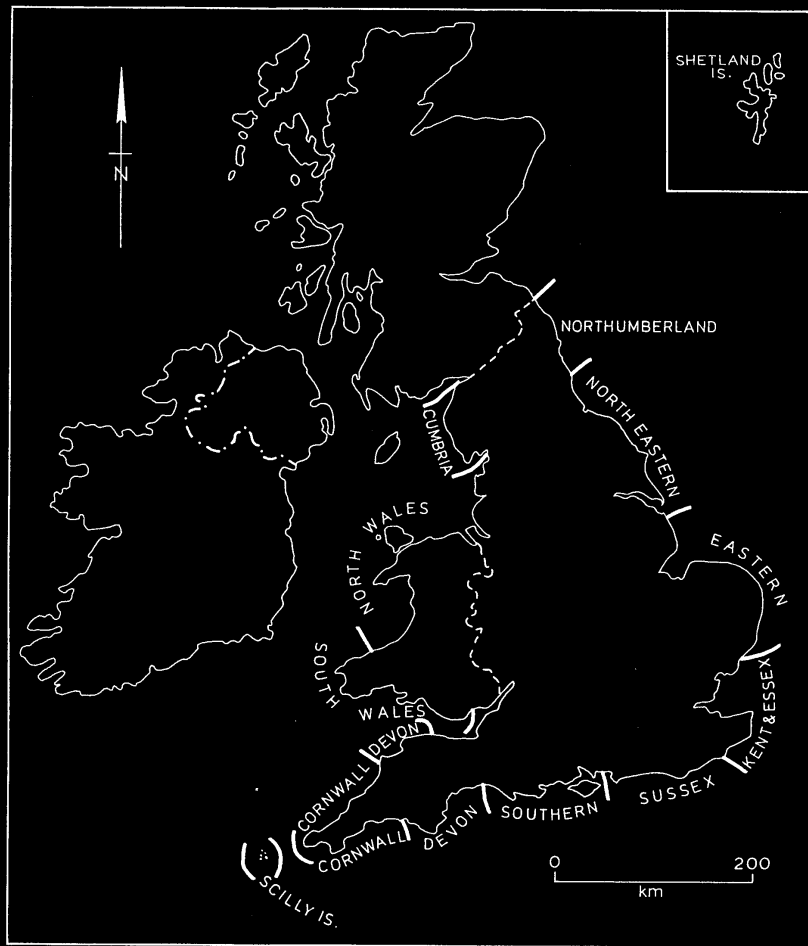 SHETLAND
IS.
N
NORTHUMBERLAND
NORTH EASTERN
CUMBRIA
EASTERN
NORTH WALES
SOUTH WALES
KENT & ESSEX
DEVON
CORNWALL
SUSSEX
SOUTHERN
DEVON
CORNWALL
SCILLY IS.
0 200
km